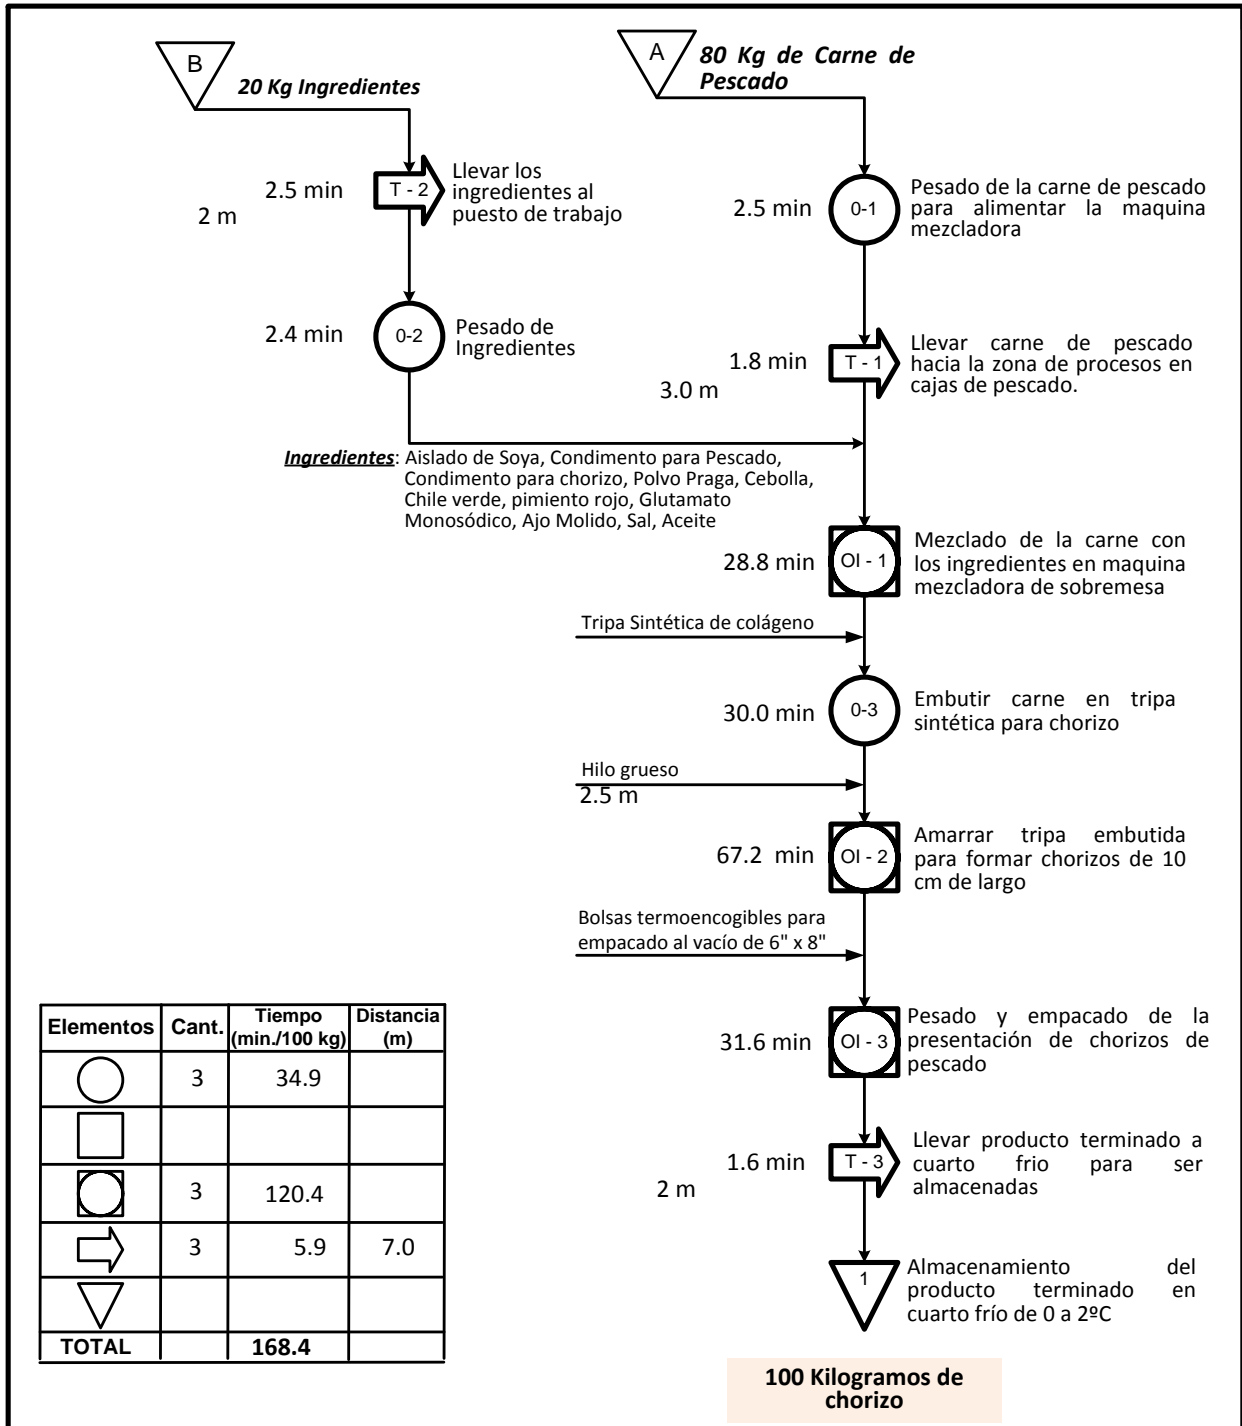 B
20 Kg Ingredientes
A
80 Kg de Carne de
Pescado
2.5 min
T - 2
Llevar los
ingredientes al
puesto de trabajo
2 m
2.5 min
0-1
Pesado de la carne de pescado
para alimentar la maquina
mezcladora
2.4 min
0-2
Pesado de
Ingredientes
1.8 min
T - 1
Llevar carne de pescado
hacia la zona de procesos en
cajas de pescado.
3.0 m
Ingredientes: Aislado de Soya, Condimento para Pescado,
Condimento para chorizo, Polvo Praga, Cebolla,
Chile verde, pimiento rojo, Glutamato
Monosódico, Ajo Molido, Sal, Aceite
28.8 min
OI - 1
Mezclado de la carne con
los ingredientes en maquina
mezcladora de sobremesa
Tripa Sintética de colágeno
30.0 min
0-3
Embutir carne en tripa
sintética para chorizo
Hilo grueso
2.5 m
67.2 min
OI - 2
Amarrar tripa embutida
para formar chorizos de 10
cm de largo
Bolsas termoencogibles para
empacado al vacío de 6" x 8"
31.6 min
OI - 3
Pesado y empacado de la
presentación de chorizos de
pescado
1.6 min
T - 3
Llevar producto terminado a
cuarto frio para ser
almacenadas
2 m
1
Almacenamiento del
producto terminado en
cuarto frío de 0 a 2ºC
100 Kilogramos de
chorizo
Elementos Cant. Tiempo (min./100 kg) Distancia (m)
3 34.9
3 120.4
3 5.9 7.0
TOTAL 168.4